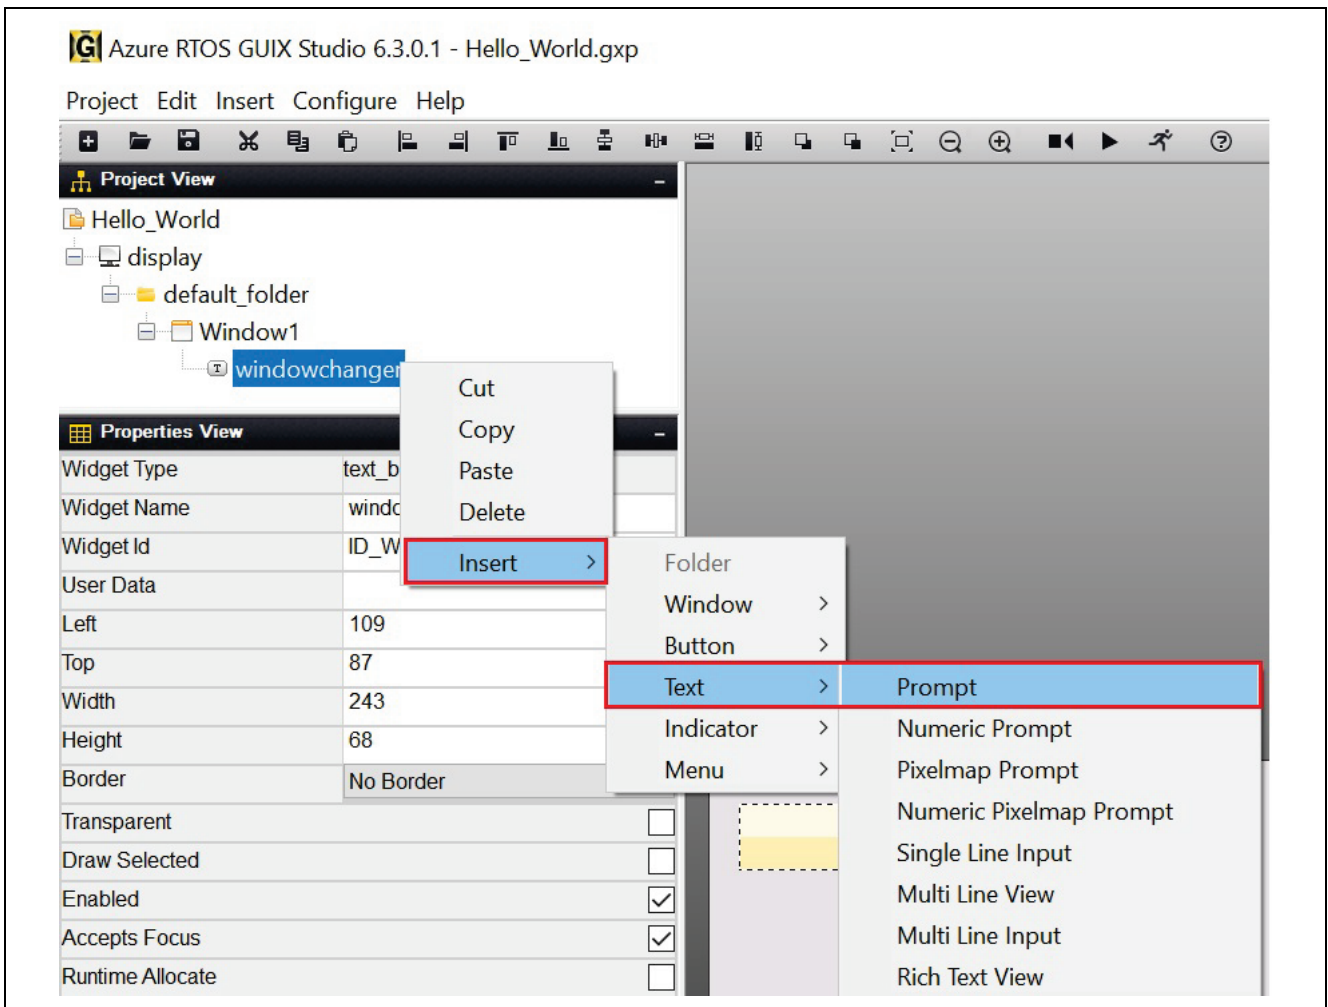 G Azure RTOS GUIX Studio 6.3.0.1 - Hello_World.gxp
Project Edit Insert Configure Help
Project View
Hello_World
display
default_folder
Window1
T windowchanger
Cut
Copy
Paste
Delete
Insert
Properties View
Widget Type text_b
Widget Name windo
Widget Id ID_W
User Data
Left 109
Top 87
Width 243
Height 68
Border No Border
Transparent
Draw Selected
Enabled
Accepts Focus
Runtime Allocate
Folder
Window
Button
Text
Indicator
Menu
Prompt
Numeric Prompt
Pixelmap Prompt
Numeric Pixelmap Prompt
Single Line Input
Multi Line View
Multi Line Input
Rich Text View